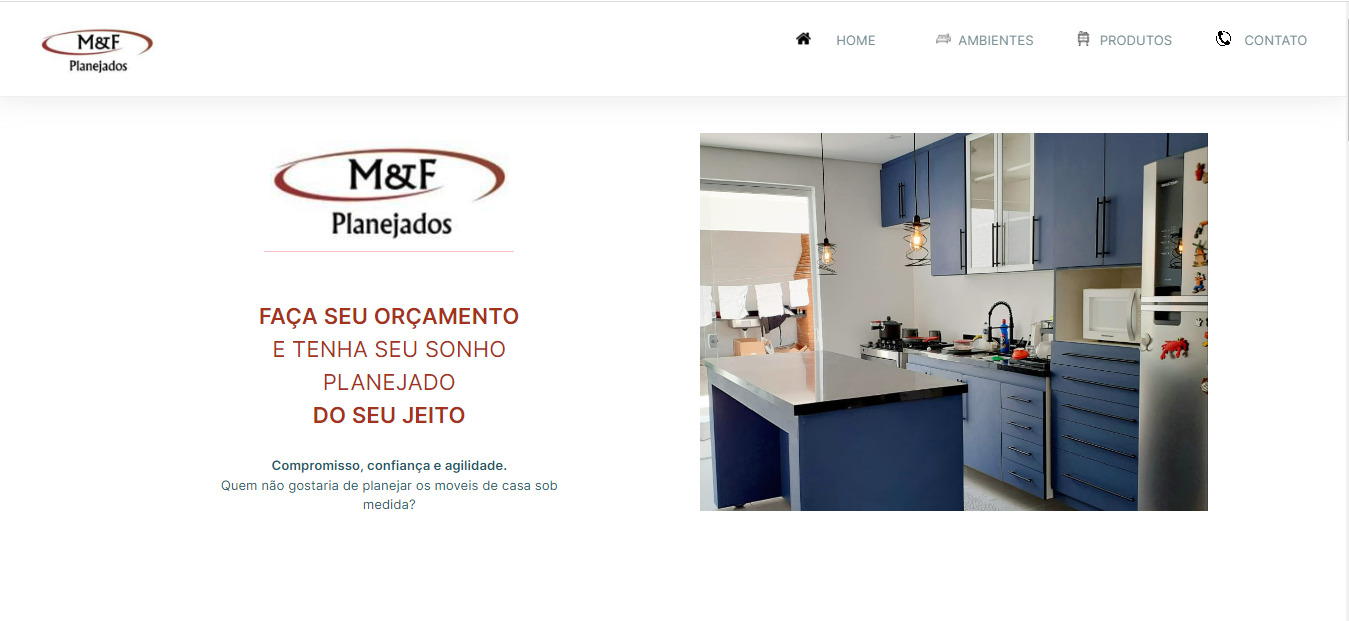 M&F
Planejados
HOME
AMBIENTES
PRODUTOS
CONTATO
M&F
Planejados
FAÇA SEU ORÇAMENTO
E TENHA SEU SONHO
PLANEJADO
DO SEU JEITO
Compromisso, confiança e agilidade.
Quem não gostaria de planejar os moveis de casa sob
medida?